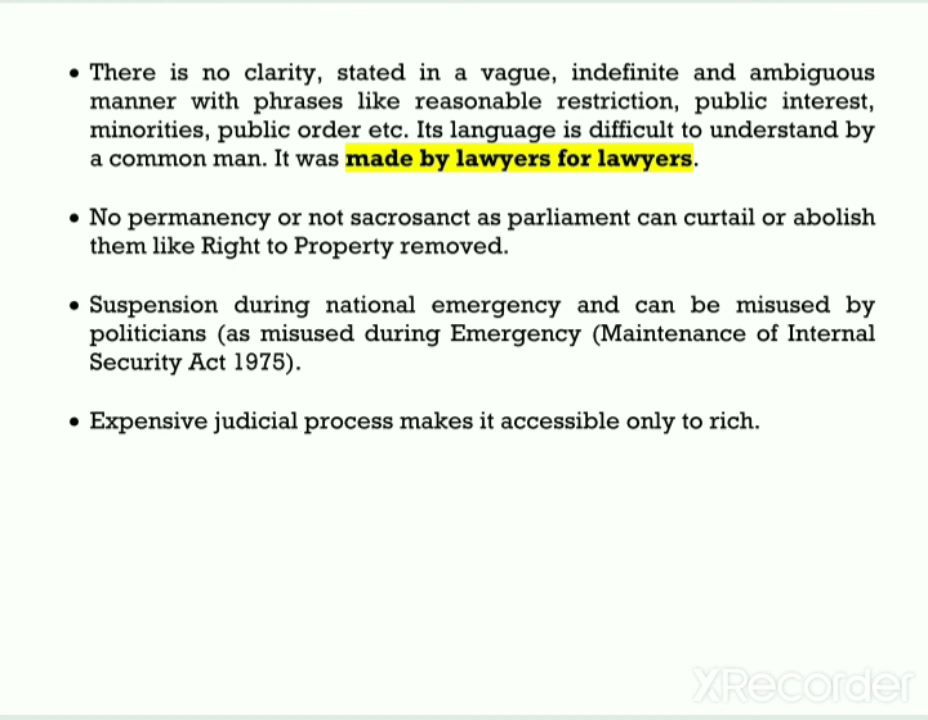 • There is no clarity, stated in a vague, indefinite and ambiguous
manner with phrases like reasonable restriction, public interest,
minorities, public order etc. Its language is difficult to understand by
a common man. It was made by lawyers for lawyers.
• No permanency or not sacrosanct as parliament can curtail or abolish
them like Right to Property removed.
• Suspension during national emergency and can be misused by
politicians (as misused during Emergency (Maintenance of Internal
Security Act 1975).
• Expensive judicial process makes it accessible only to rich.
XRecorder